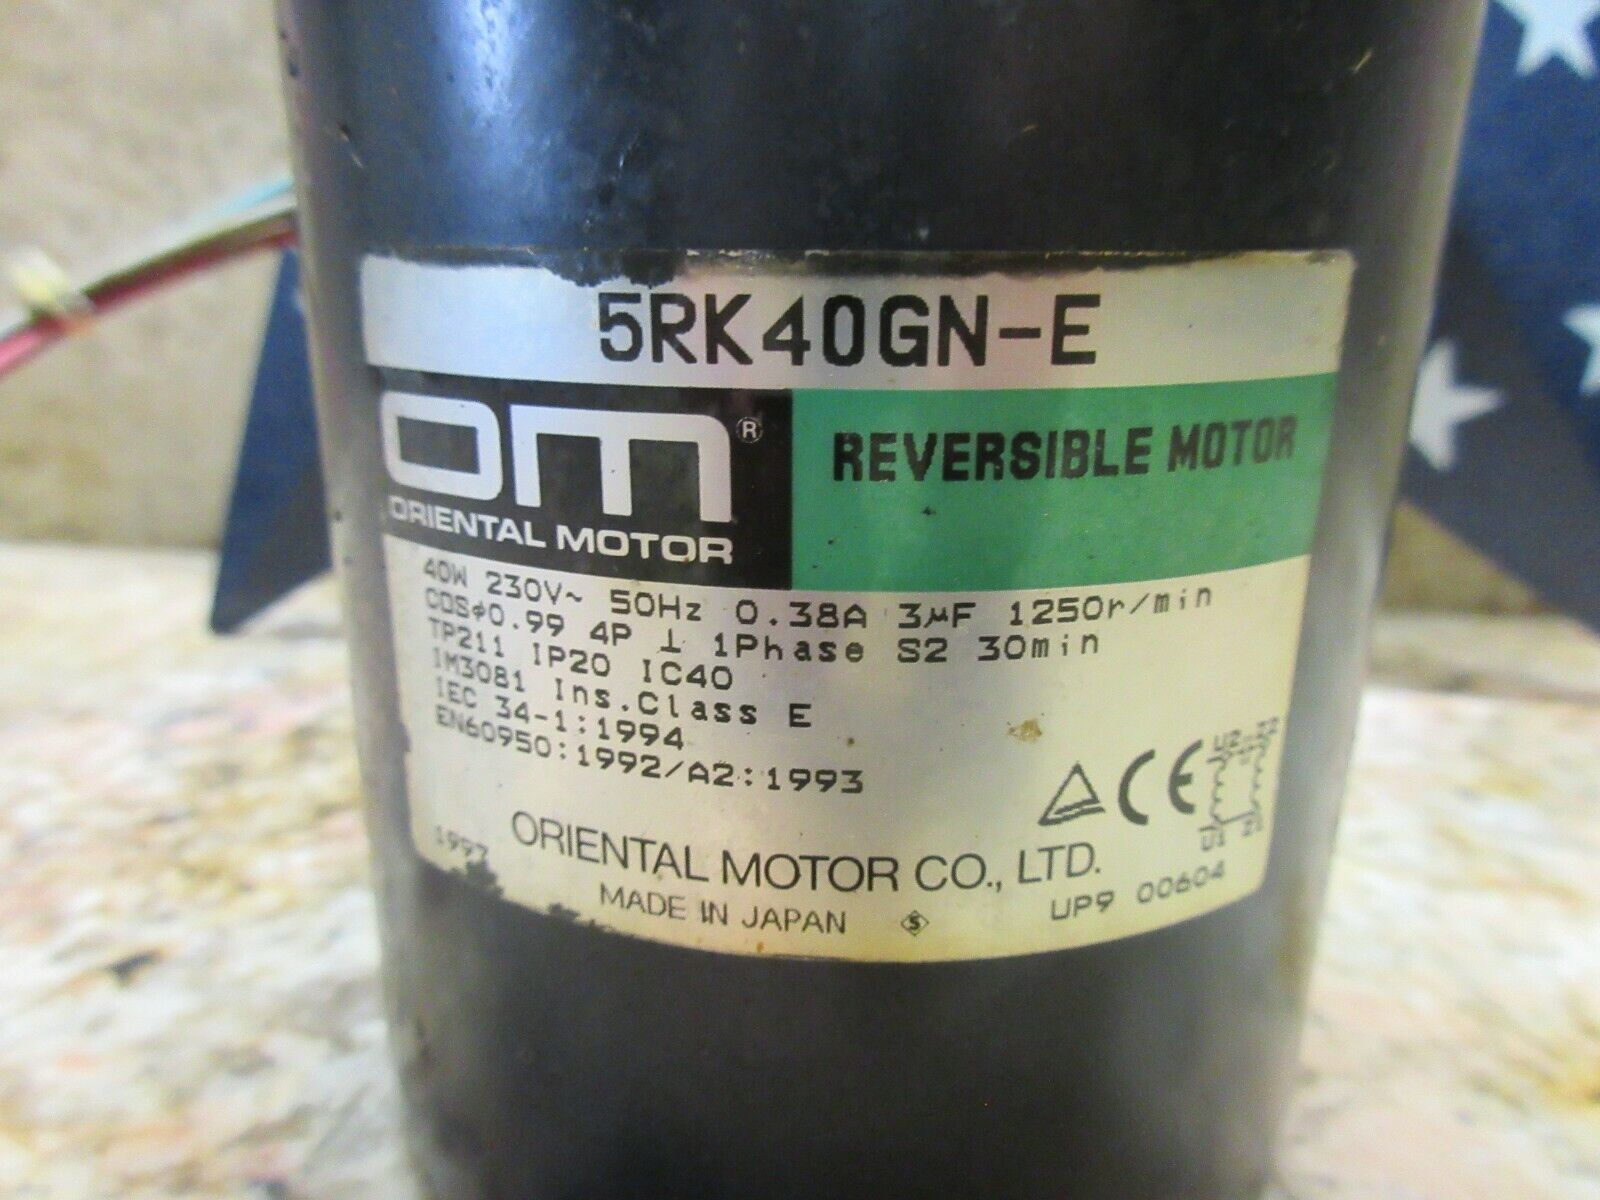 5RK40GN-E
om®
ORIENTAL MOTOR
REVERSIBLE MOTOR
40W 230V~ 50Hz 0.38A 3µF 1250r/min
COSφ0.99 4P ⊥ 1Phase S2 30min
TP211 IP20 IC40
IM3081 Ins.Class E
IEC 34-1:1994
EN60950:1992/A2:1993
CE
1997
ORIENTAL MOTOR CO., LTD.
MADE IN JAPAN S
UP9 00604